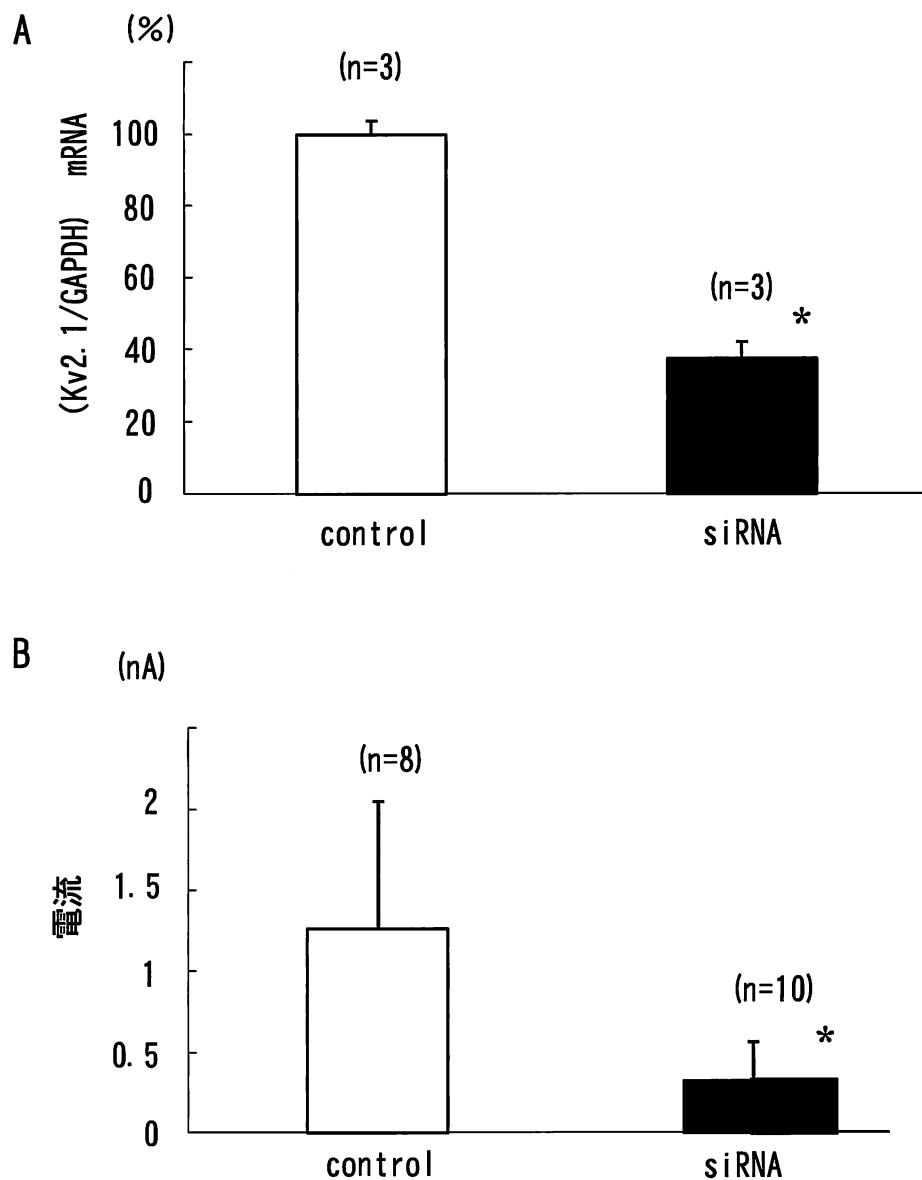 A
(%)
(n=3)
(Kv2.1/GAPDH) mRNA
100
80
60
40
20
0
(n=3)
*
control
siRNA
B
(nA)
(n=8)
電流
2
1.5
1
0.5
0
(n=10)
*
control
siRNA